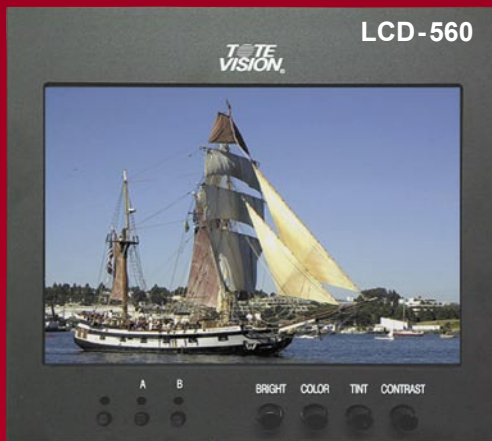 LCD-560
TOTE
VISION®
A B
BRIGHT COLOR TINT CONTRAST